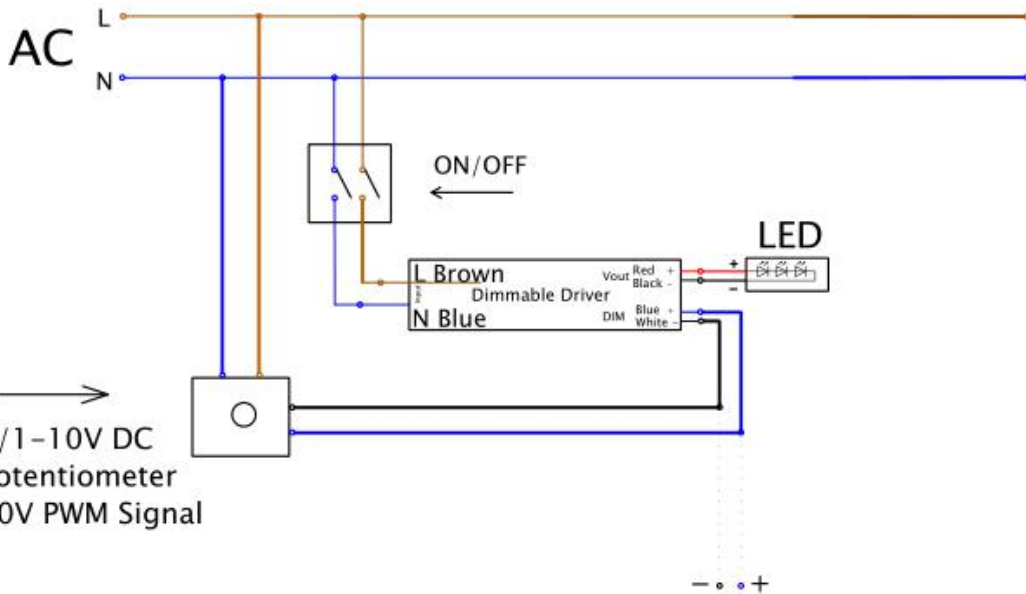 L
AC
N
ON/OFF
LED
L Brown
Input
Dimmable Driver
N Blue
Vout
Red +
Black -
DIM
Blue +
White -
+
-
/1-10V DC
otentiometer
0V PWM Signal
- +